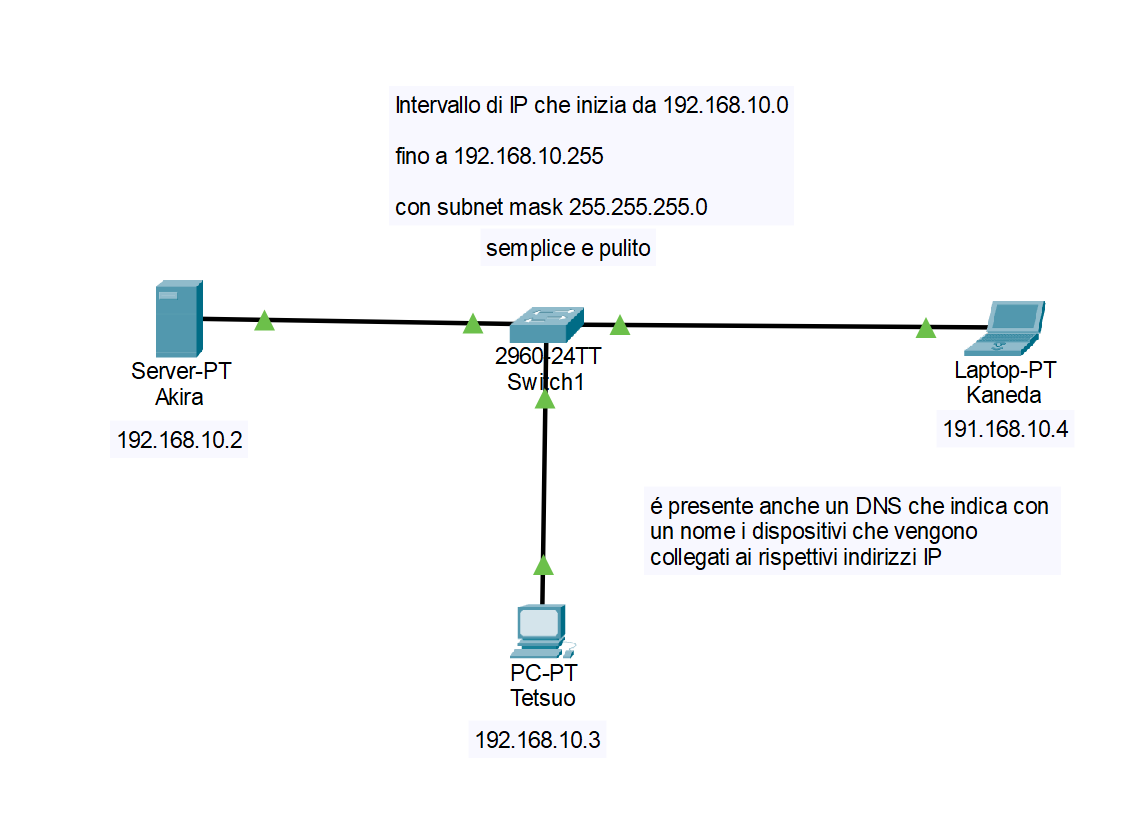 Intervallo di IP che inizia da 192.168.10.0
fino a 192.168.10.255
con subnet mask 255.255.255.0
semplice e pulito
Server-PT
Akira
192.168.10.2
2960-24TT
Switch1
Laptop-PT
Kaneda
191.168.10.4
é presente anche un DNS che indica con
un nome i dispositivi che vengono
collegati ai rispettivi indirizzi IP
PC-PT
Tetsuo
192.168.10.3